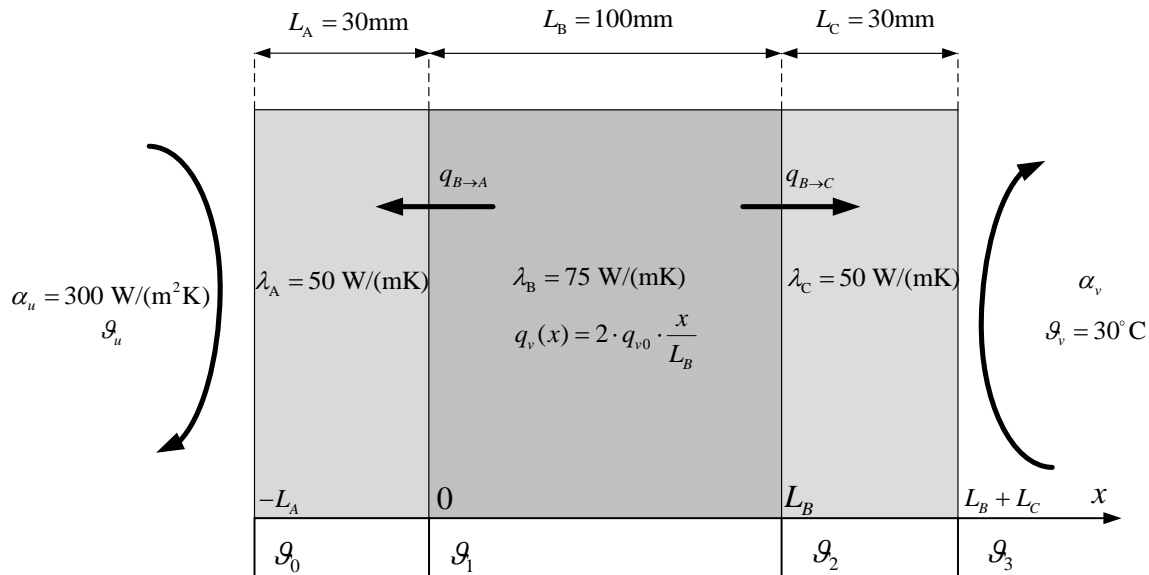 L_A = 30mm
L_B = 100mm
L_C = 30mm
q_{B→A}
q_{B→C}
α_u = 300 W/(m²K)
ϑ_u
λ_A = 50 W/(mK)
λ_B = 75 W/(mK)
q_v(x) = 2 · q_{v0} · x/L_B
λ_C = 50 W/(mK)
α_v
ϑ_v = 30°C
−L_A
0
L_B
L_B + L_C
x
ϑ_0
ϑ_1
ϑ_2
ϑ_3